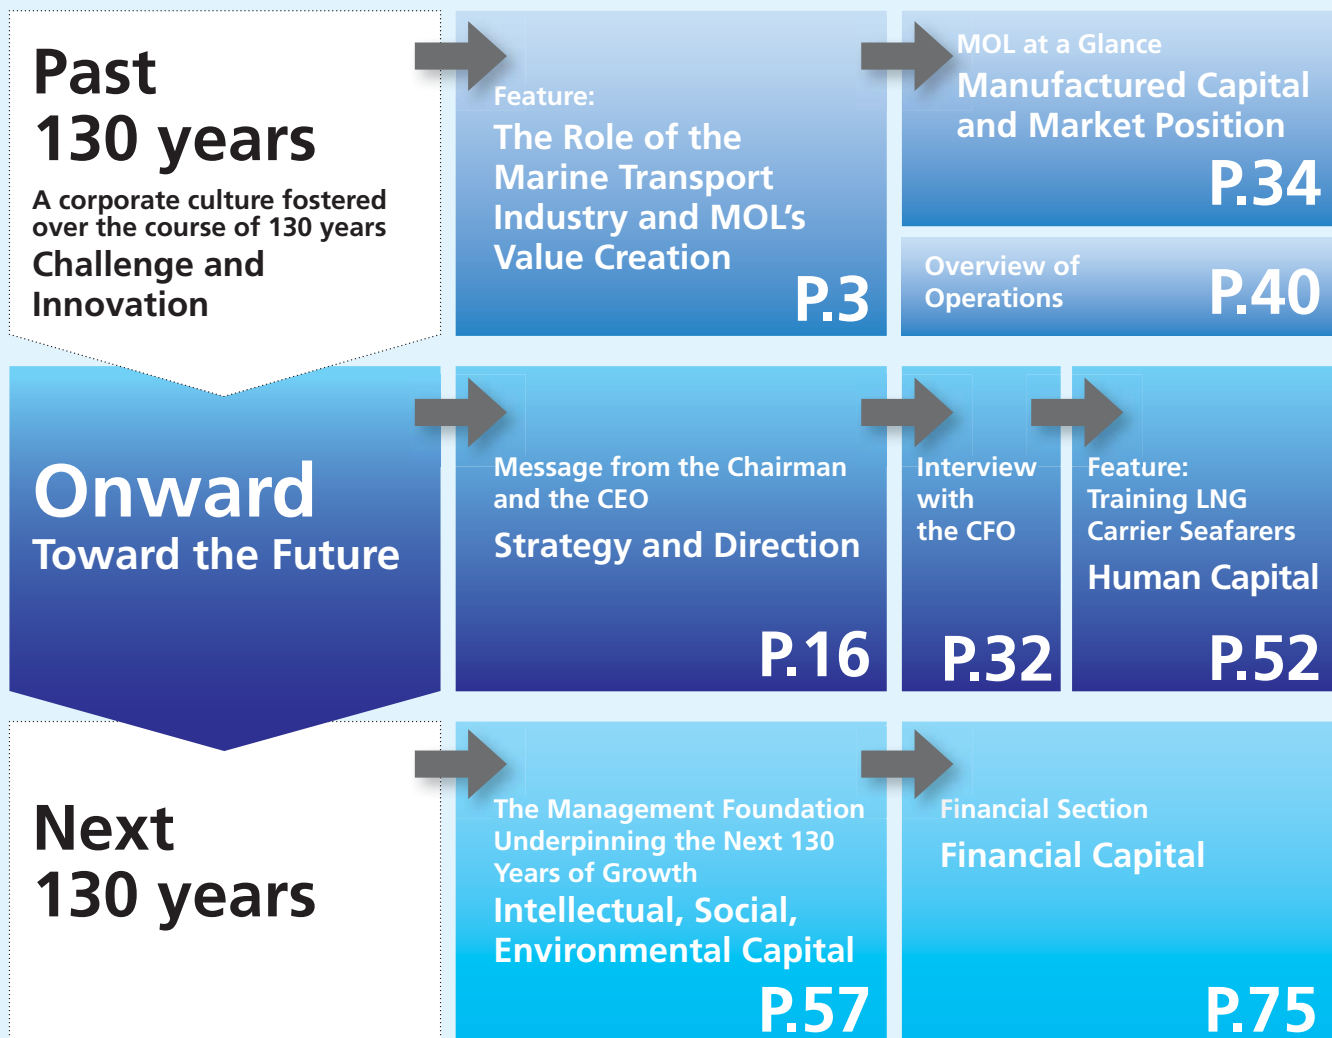 Past
130 years
A corporate culture fostered
over the course of 130 years
Challenge and
Innovation
Feature:
The Role of the
Marine Transport
Industry and MOL's
Value Creation
P.3
MOL at a Glance
Manufactured Capital
and Market Position
P.34
Overview of
Operations
P.40
Onward
Toward the Future
Message from the Chairman
and the CEO
Strategy and Direction
P.16
Interview
with
the CFO
P.32
Feature:
Training LNG
Carrier Seafarers
Human Capital
P.52
Next
130 years
The Management Foundation
Underpinning the Next 130
Years of Growth
Intellectual, Social,
Environmental Capital
P.57
Financial Section
Financial Capital
P.75